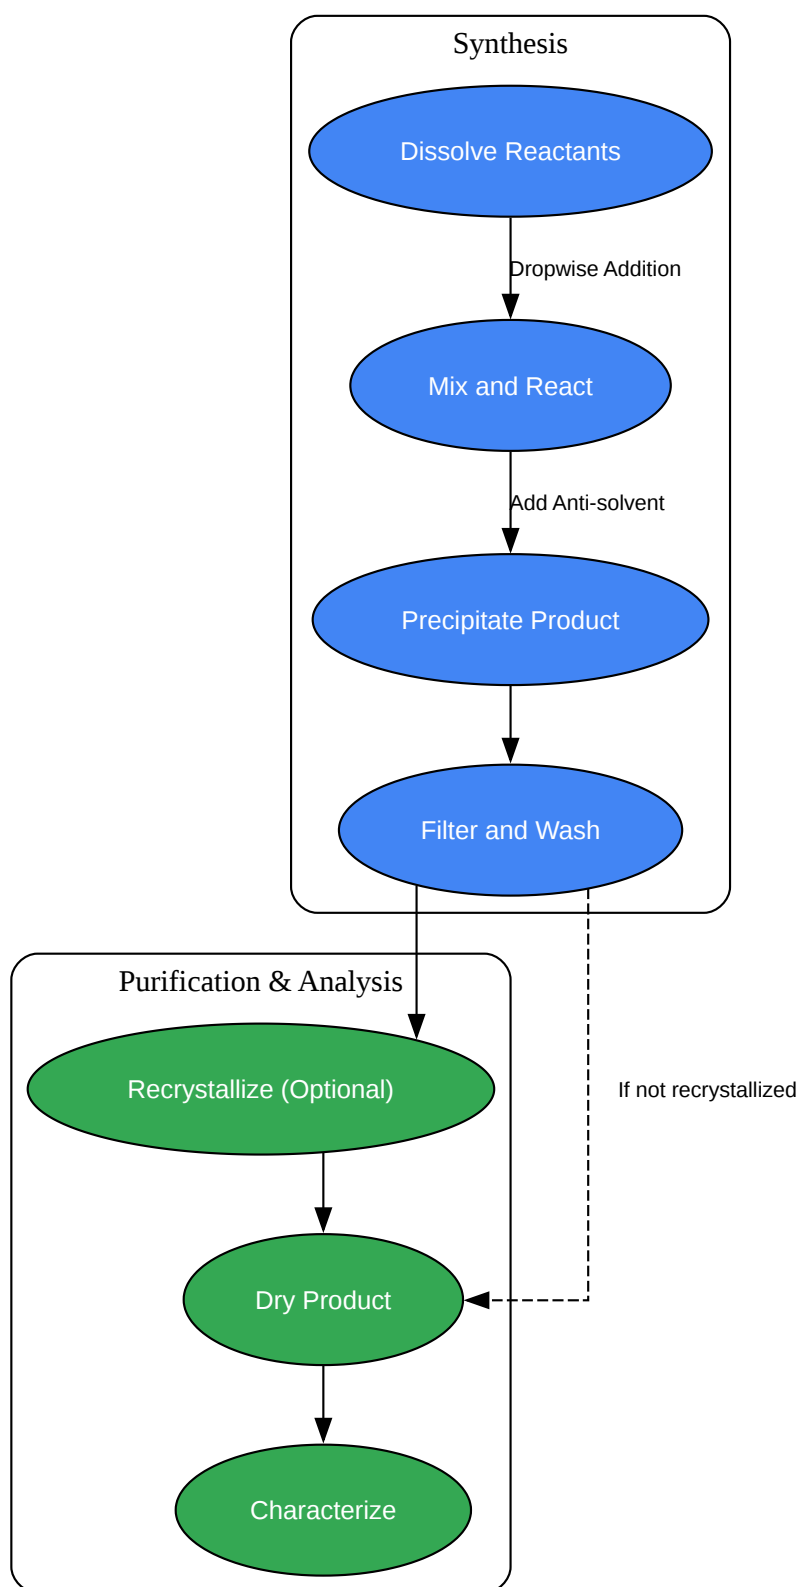 Synthesis
Dissolve Reactants
Dropwise Addition
Mix and React
Add Anti-solvent
Precipitate Product
Filter and Wash
Purification & Analysis
Recrystallize (Optional)
If not recrystallized
Dry Product
Characterize